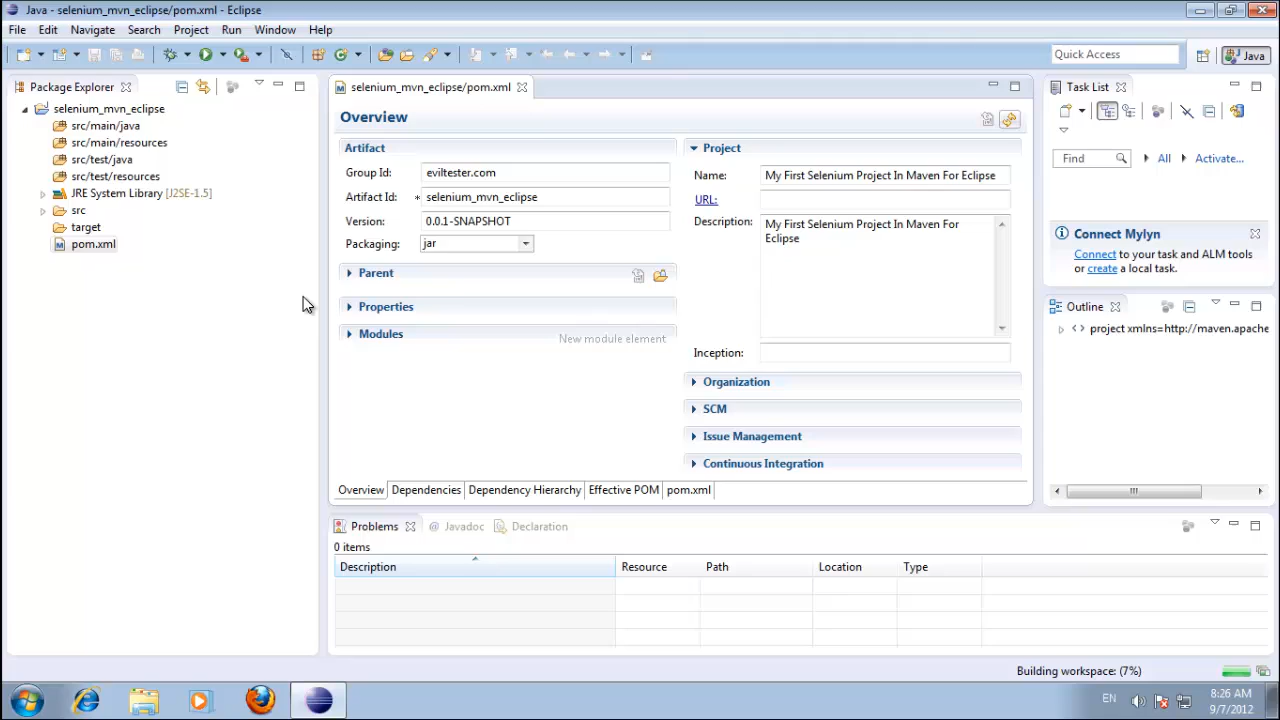 Java - selenium_mvn_eclipse/pom.xml - Eclipse
File Edit Navigate Search Project Run Window Help
Quick Access
Java
Package Explorer
selenium_mvn_eclipse
src/main/java
src/main/resources
src/test/java
src/test/resources
JRE System Library [J2SE-1.5]
src
target
pom.xml
selenium_mvn_eclipse/pom.xml
Overview
Artifact
Group Id: eviltester.com
Artifact Id: * selenium_mvn_eclipse
Version: 0.0.1-SNAPSHOT
Packaging: jar
Parent
Properties
Modules
New module element
Project
Name: My First Selenium Project In Maven For Eclipse
URL:
Description: My First Selenium Project In Maven For
Eclipse
Inception:
Organization
SCM
Issue Management
Continuous Integration
Overview Dependencies Dependency Hierarchy Effective POM pom.xml
Task List
Find All Activate...
Connect Mylyn
Connect to your task and ALM tools
or create a local task.
Outline
project xmlns=http://maven.apache
Problems @ Javadoc Declaration
0 items
Description Resource Path Location Type
Building workspace: (7%)
EN
8:26 AM
9/7/2012